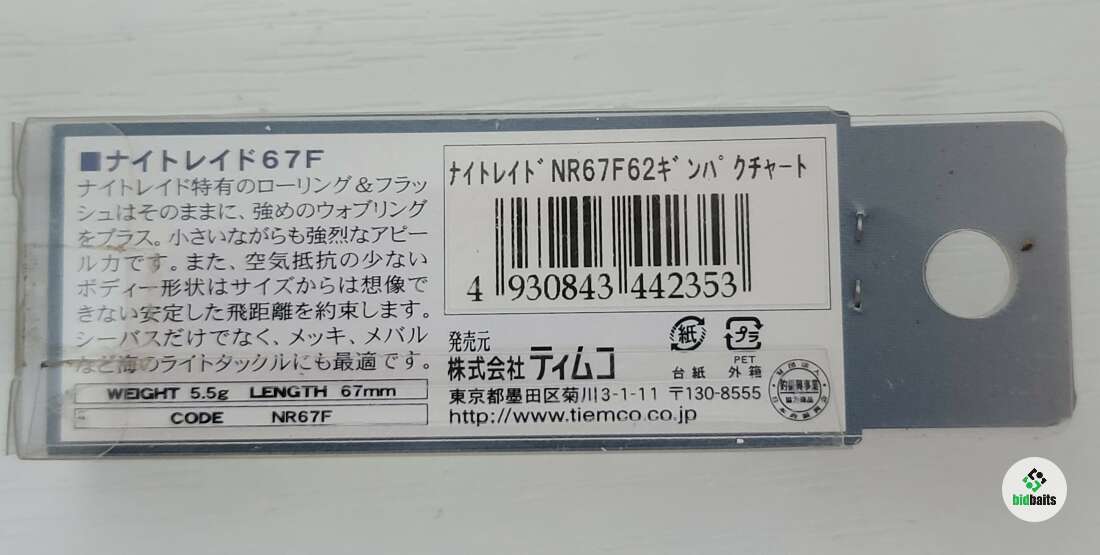 ■ナイトレイド67F
ナイトレイド特有のローリング&フラッ
シュはそのままに、強めのウォブリング
をプラス。小さいながらも強烈なアピー
ル力です。また、空気抵抗の少ない
ボディー形状はサイズからは想像で
きない安定した飛距離を約束します。
シーバスだけでなく、メッキ、メバル
など海のライトタックルにも最適です。
WEIGHT 5.5g LENGTH 67mm
CODE NR67F
ﾅｲﾄﾚｲﾄﾞNR67F62ｷﾞﾝﾊﾟｸチャート
4 930843 442353
発売元
株式会社ティムコ
東京都墨田区菊川3-1-11 〒130-8555
http://www.tiemco.co.jp
紙
台紙
プラ
PET
外箱
釣振興事業
bidbaits